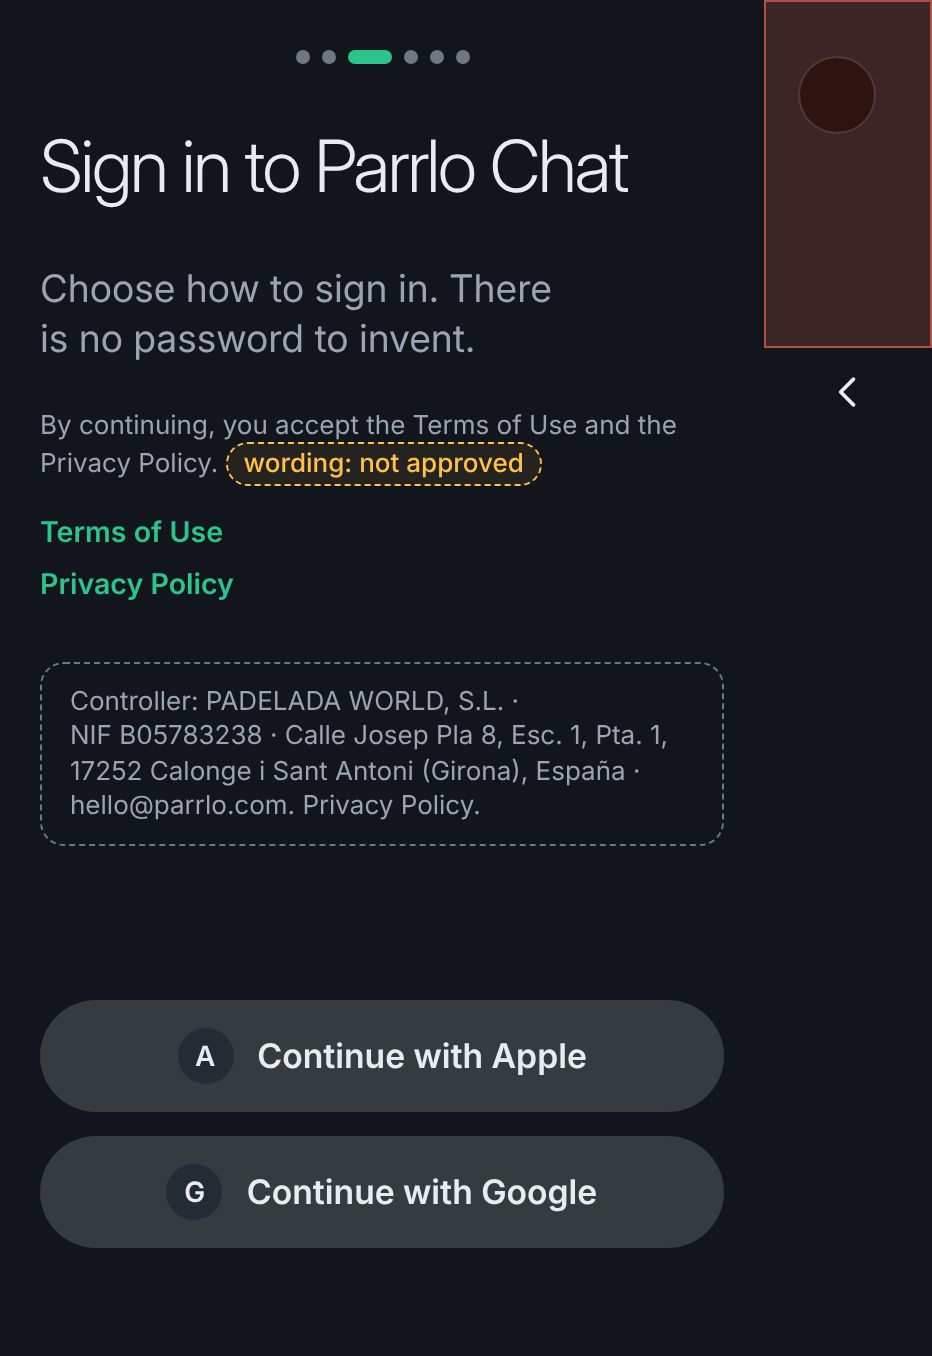 Sign in to Parrlo Chat
Choose how to sign in. There
is no password to invent.
By continuing, you accept the Terms of Use and the
Privacy Policy. wording: not approved
Terms of Use
Privacy Policy
Controller: PADELADA WORLD, S.L. ·
NIF B05783238 · Calle Josep Pla 8, Esc. 1, Pta. 1,
17252 Calonge i Sant Antoni (Girona), España ·
hello@parrlo.com. Privacy Policy.
A Continue with Apple
G Continue with Google